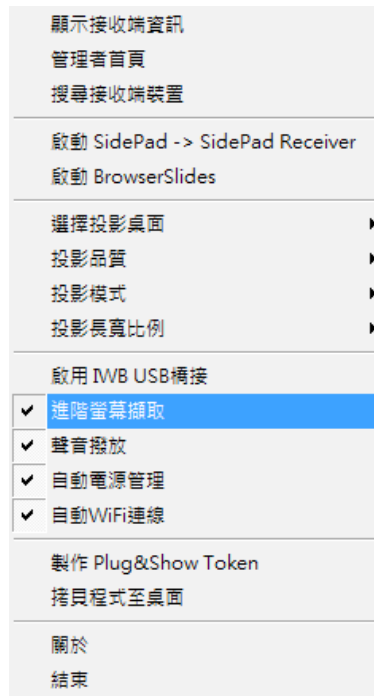 顯示接收端資訊
管理者首頁
搜尋接收端裝置
啟動 SidePad -> SidePad Receiver
啟動 BrowserSlides
選擇投影桌面
投影品質
投影模式
投影長寬比例
啟用 IWB USB橋接
進階螢幕擷取
聲音撥放
自動電源管理
自動WiFi連線
製作 Plug&Show Token
拷貝程式至桌面
關於
結束